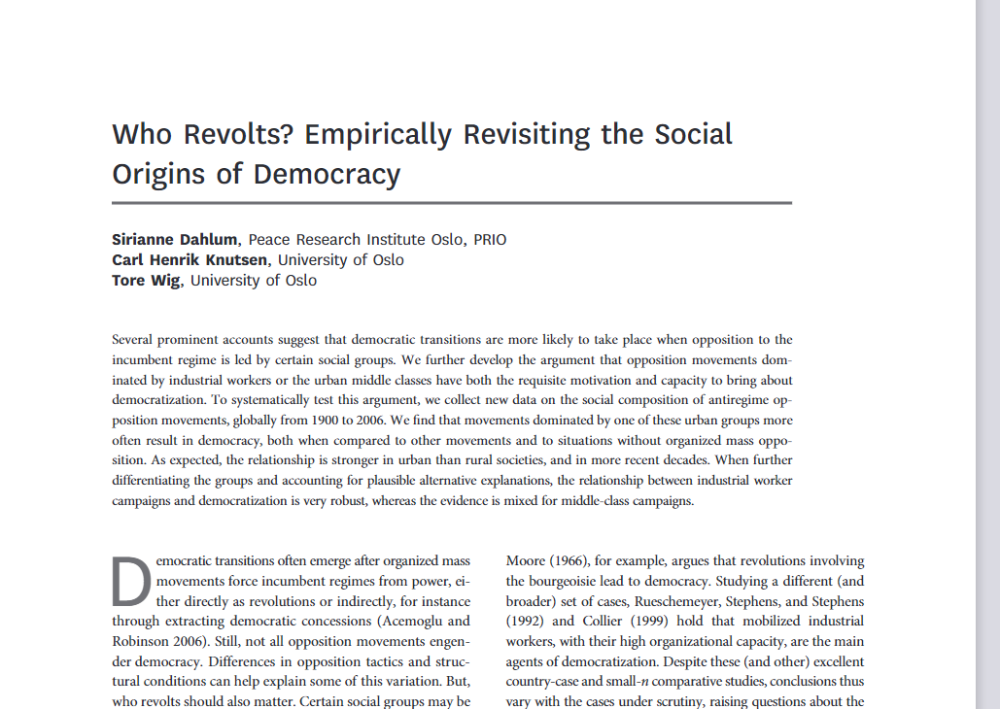 Who Revolts? Empirically Revisiting the Social
Origins of Democracy
Sirianne Dahlum, Peace Research Institute Oslo, PRIO
Carl Henrik Knutsen, University of Oslo
Tore Wig, University of Oslo
Several prominent accounts suggest that democratic transitions are more likely to take place when opposition to the
incumbent regime is led by certain social groups. We further develop the argument that opposition movements dom-
inated by industrial workers or the urban middle classes have both the requisite motivation and capacity to bring about
democratization. To systematically test this argument, we collect new data on the social composition of antiregime op-
position movements, globally from 1900 to 2006. We find that movements dominated by one of these urban groups more
often result in democracy, both when compared to other movements and to situations without organized mass oppo-
sition. As expected, the relationship is stronger in urban than rural societies, and in more recent decades. When further
differentiating the groups and accounting for plausible alternative explanations, the relationship between industrial worker
campaigns and democratization is very robust, whereas the evidence is mixed for middle-class campaigns.
Democratic transitions often emerge after organized mass
movements force incumbent regimes from power, ei-
ther directly as revolutions or indirectly, for instance
through extracting democratic concessions (Acemoglu and
Robinson 2006). Still, not all opposition movements engen-
der democracy. Differences in opposition tactics and struc-
tural conditions can help explain some of this variation. But,
who revolts should also matter. Certain social groups may be
Moore (1966), for example, argues that revolutions involving
the bourgeoisie lead to democracy. Studying a different (and
broader) set of cases, Rueschemeyer, Stephens, and Stephens
(1992) and Collier (1999) hold that mobilized industrial
workers, with their high organizational capacity, are the main
agents of democratization. Despite these (and other) excellent
country-case and small-n comparative studies, conclusions thus
vary with the cases under scrutiny, raising questions about the